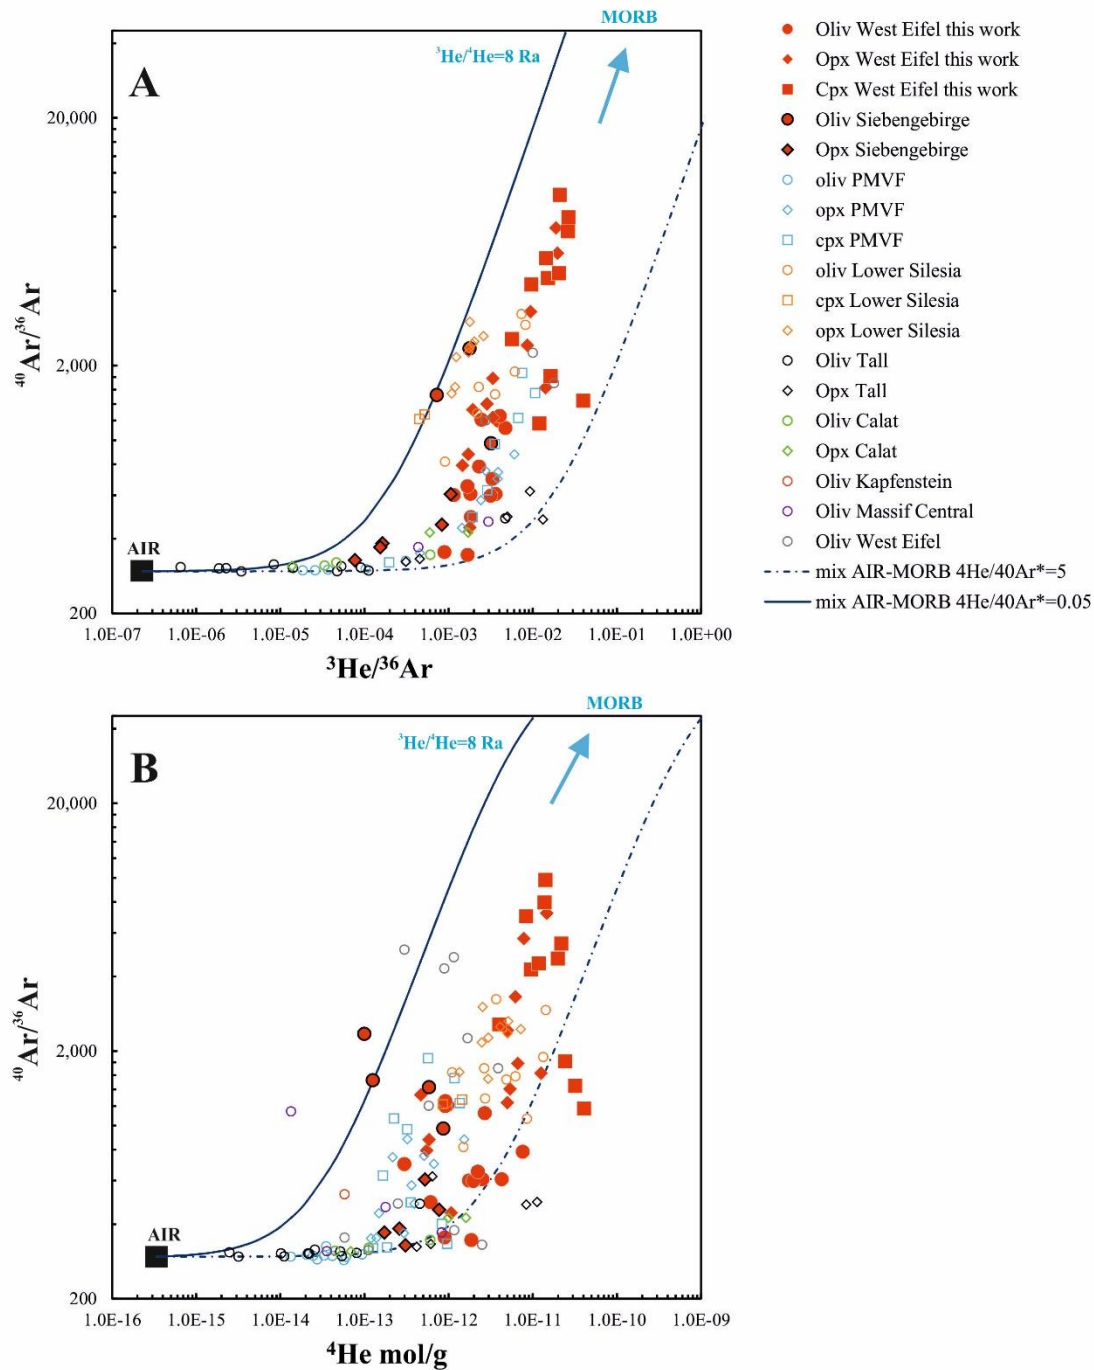 MORB
³He/⁴He=8 Ra
A
20,000
2,000
200
⁴⁰Ar/³⁶Ar
AIR
1.0E-07 1.0E-06 1.0E-05 1.0E-04 1.0E-03 1.0E-02 1.0E-01 1.0E+00
³He/³⁶Ar
Oliv West Eifel this work
Opx West Eifel this work
Cpx West Eifel this work
Oliv Siebengebirge
Opx Siebengebirge
oliv PMVF
opx PMVF
cpx PMVF
oliv Lower Silesia
cpx Lower Silesia
opx Lower Silesia
Oliv Tall
Opx Tall
Oliv Calat
Opx Calat
Oliv Kapfenstein
Oliv Massif Central
Oliv West Eifel
mix AIR-MORB 4He/40Ar*=5
mix AIR-MORB 4He/40Ar*=0.05
MORB
³He/⁴He=8 Ra
B
20,000
2,000
200
⁴⁰Ar/³⁶Ar
AIR
1.0E-16 1.0E-15 1.0E-14 1.0E-13 1.0E-12 1.0E-11 1.0E-10 1.0E-09
⁴He mol/g